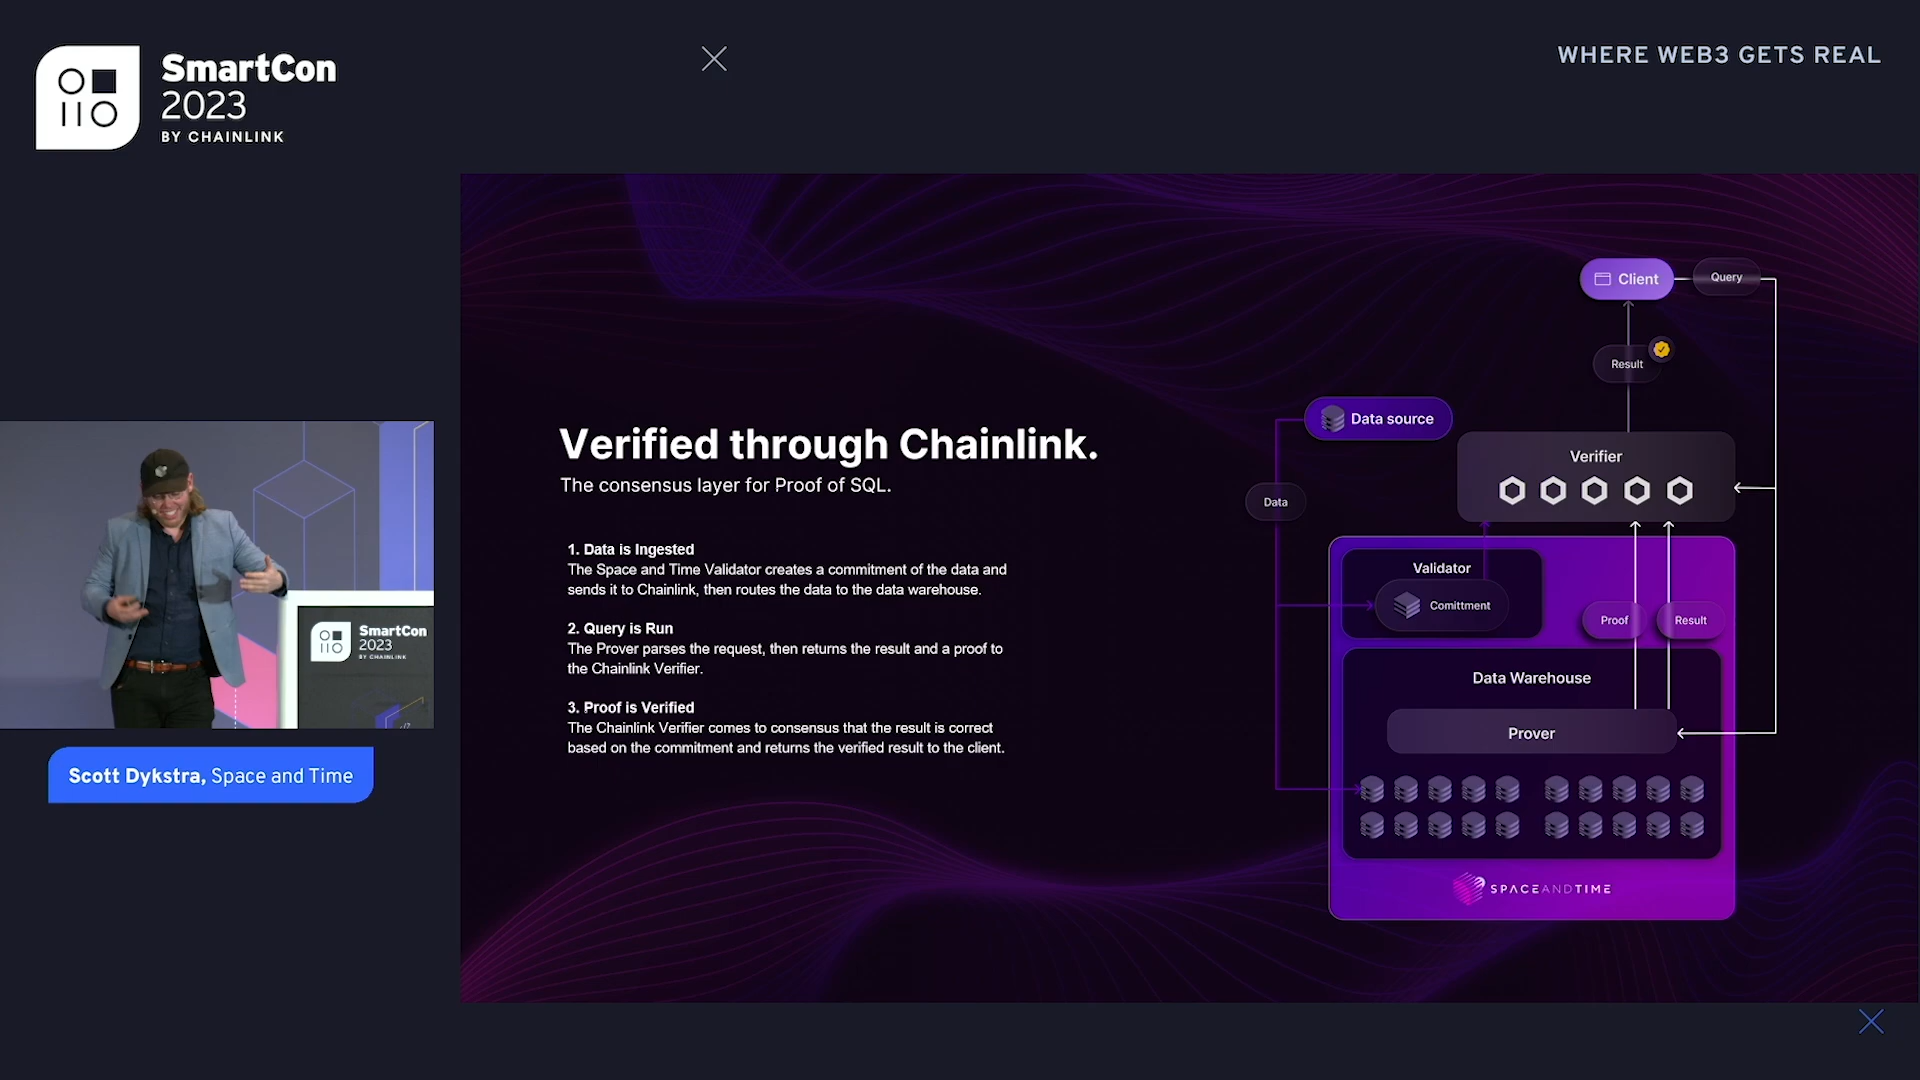 SmartCon
2023
BY CHAINLINK
WHERE WEB3 GETS REAL
Client
Query
Result
Data source
Verified through Chainlink.
The consensus layer for Proof of SQL.
Verifier
Data
1. Data is Ingested
The Space and Time Validator creates a commitment of the data and
sends it to Chainlink, then routes the data to the data warehouse.
2. Query is Run
The Prover parses the request, then returns the result and a proof to
the Chainlink Verifier.
3. Proof is Verified
The Chainlink Verifier comes to consensus that the result is correct
based on the commitment and returns the verified result to the client.
Validator
Comittment
Proof
Result
Data Warehouse
Prover
SPACEANDTIME
SmartCon
2023
BY CHAINLINK
Scott Dykstra, Space and Time